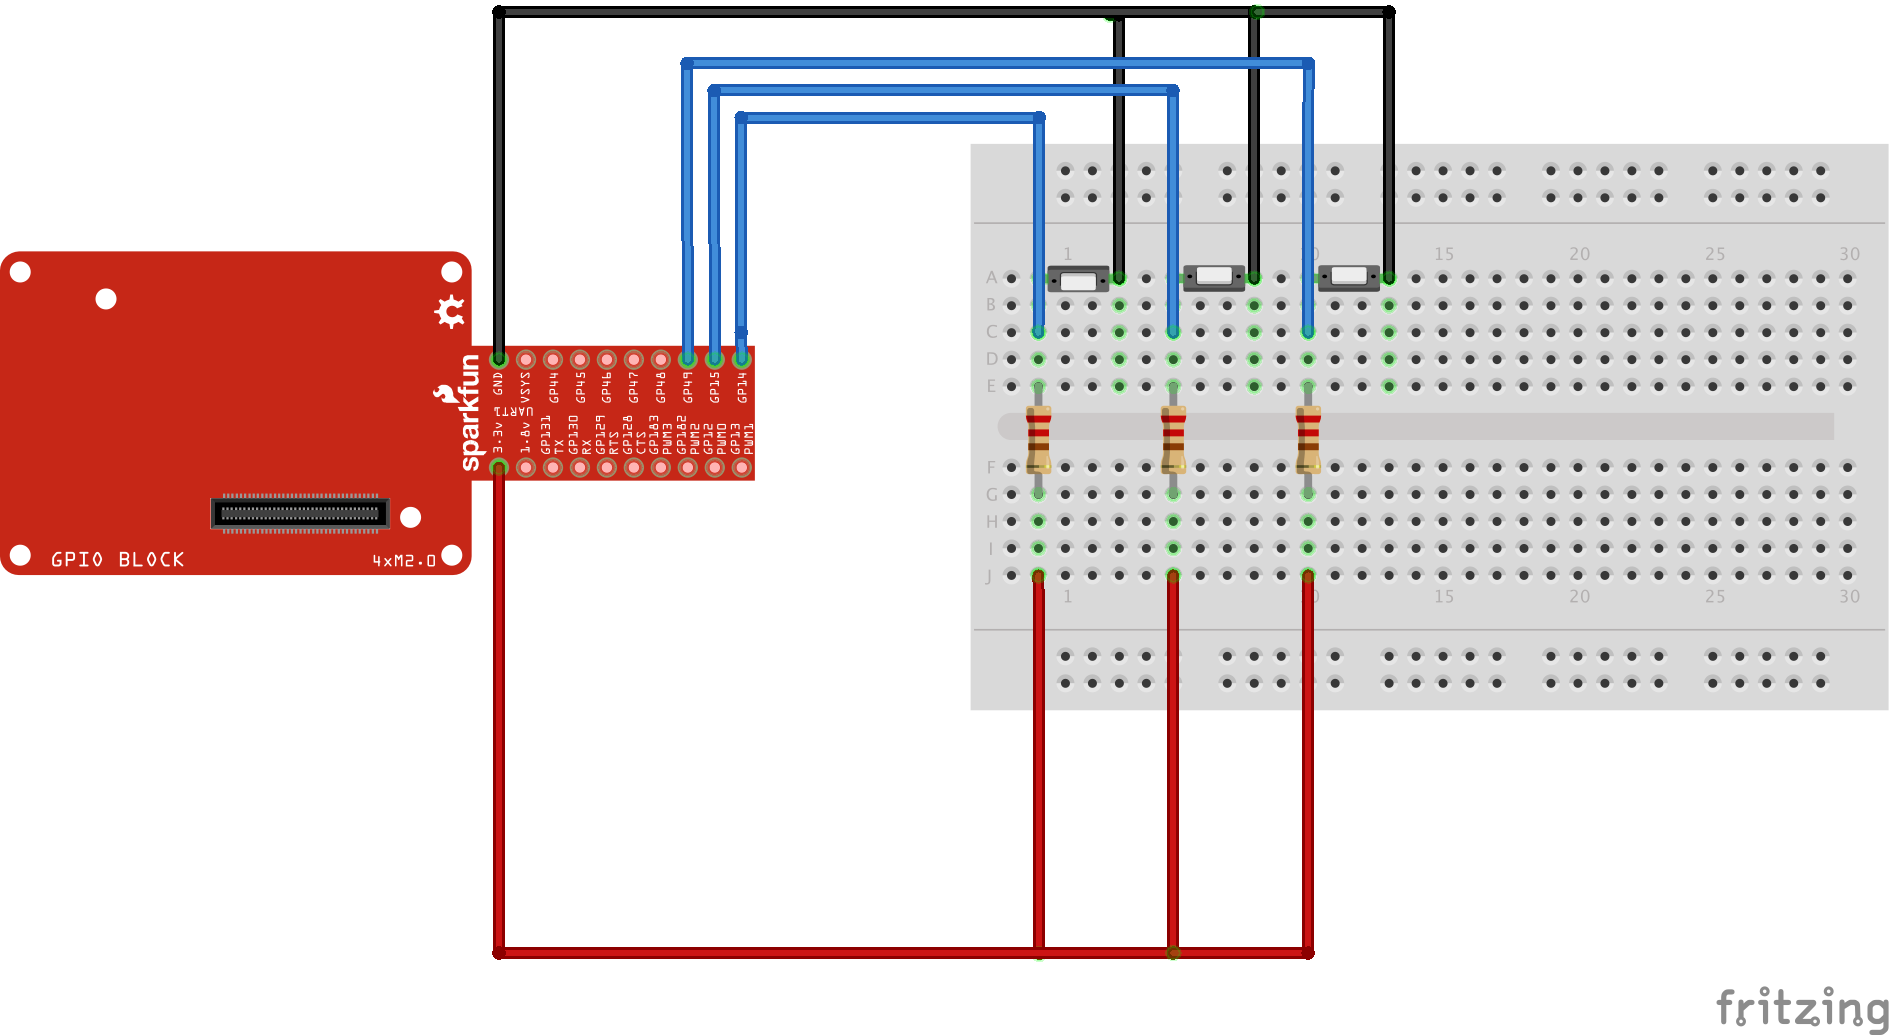 1 10 15 20 25 30
A
B
C
D
E
F
G
H
I
J
1 10 15 20 25 30
sparkfun
GND
VSYS
GP44
GP45
GP46
GP47
GP48
GP49
GP15
GP14
UART1
3.3v
1.8v
GP131
TX
GP130
RX
GP129
RTS
GP128
CTS
GP183
PWM3
GP182
PWM2
GP12
PWM0
GP13
PWM1
GPIO BLOCK
4xM2.0
fritzing